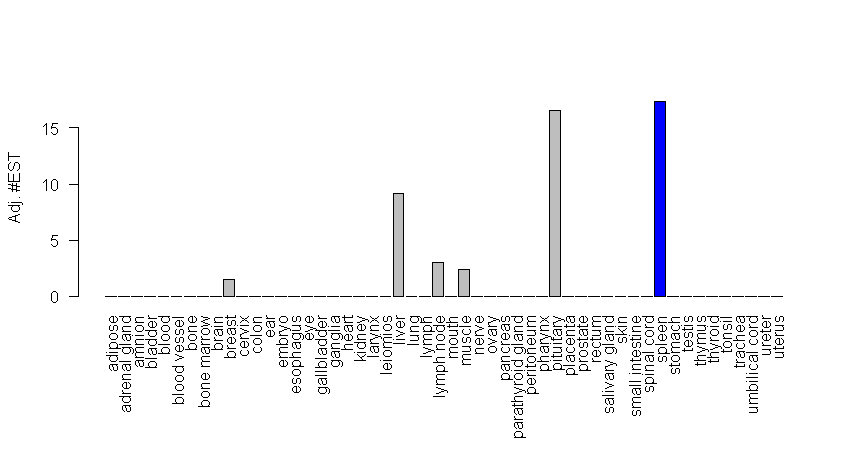 Adj. #EST
15
10
5
0
adipose
adrenal gland
amnion
bladder
blood
blood vessel
bone
bone marrow
brain
breast
cervix
colon
ear
embryo
esophagus
eye
gallbladder
ganglia
heart
kidney
larynx
leiomios
liver
lung
lymph
lymph node
mouth
muscle
nerve
ovary
pancreas
parathyroid gland
peritoneum
pharynx
pituitary
placenta
prostate
rectum
salivary gland
skin
small intestine
spinal cord
spleen
stomach
testis
thymus
thyroid
tonsil
trachea
umbilical cord
ureter
uterus